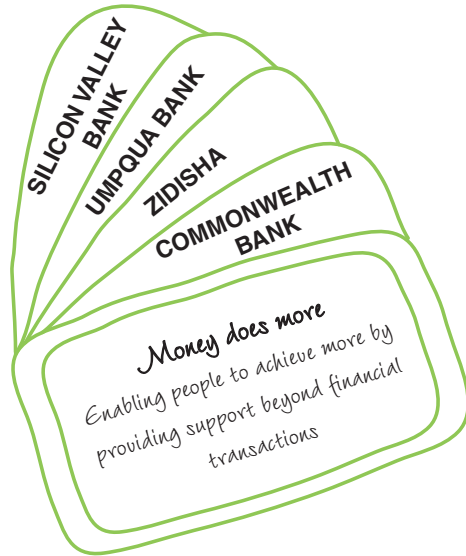 SILICON VALLEY
BANK
UMPQUA BANK
ZIDISHA
COMMONWEALTH
BANK
Money does more
Enabling people to achieve more by
providing support beyond financial
transactions